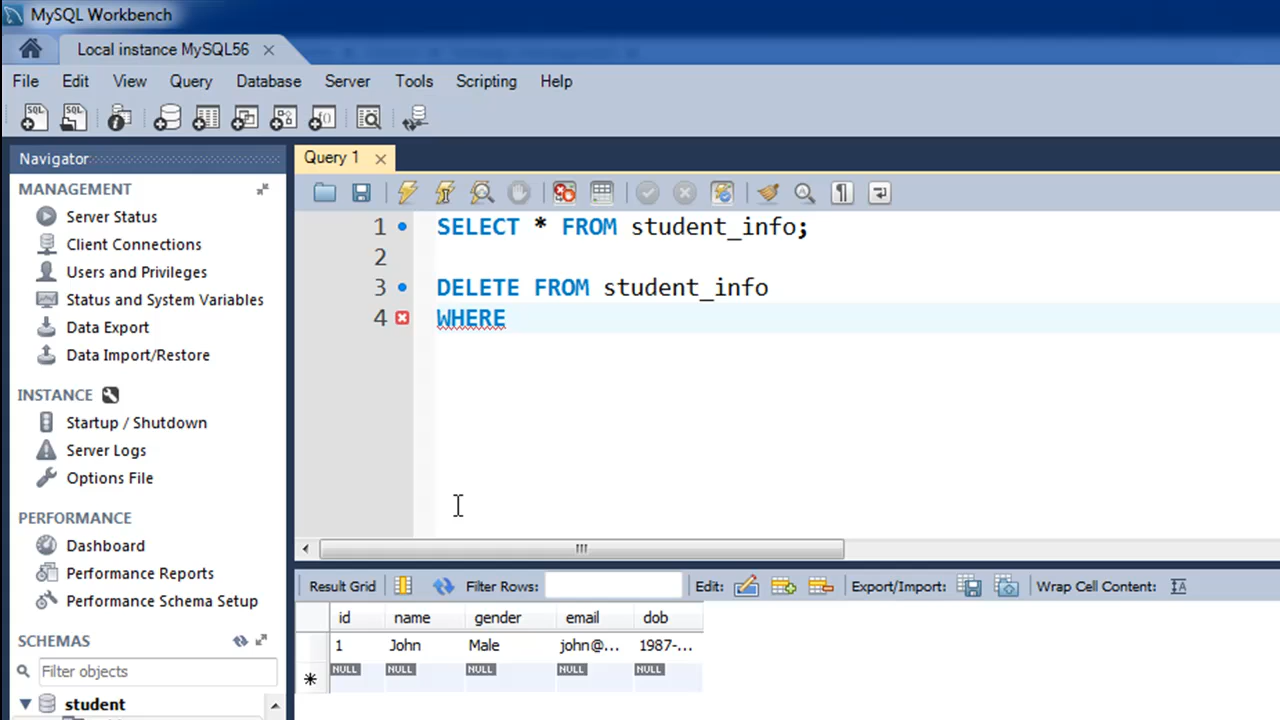 MySQL Workbench
Local instance MySQL56
File Edit View Query Database Server Tools Scripting Help
SQL SQL
Navigator
Query 1
MANAGEMENT
Server Status
Client Connections
Users and Privileges
Status and System Variables
Data Export
Data Import/Restore
INSTANCE
Startup / Shutdown
Server Logs
Options File
PERFORMANCE
Dashboard
Performance Reports
Performance Schema Setup
SCHEMAS
Filter objects
student
1 SELECT * FROM student_info;
2
3 DELETE FROM student_info
4 WHERE
Result Grid Filter Rows: Edit: Export/Import: Wrap Cell Content:
id name gender email dob
1 John Male john@... 1987-...
NULL NULL NULL NULL NULL